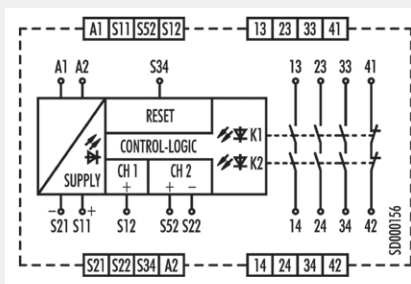 A1 S11 S52 S12 13 23 33 41
A1 A2 S34 13 23 33 41
RESET
K1
CONTROL-LOGIC
CH 1 CH 2 K2
+ + −
SUPPLY
− + S12 S52 S22 14 24 34 42
S21 S11
SD000156
S21 S22 S34 A2 14 24 34 42